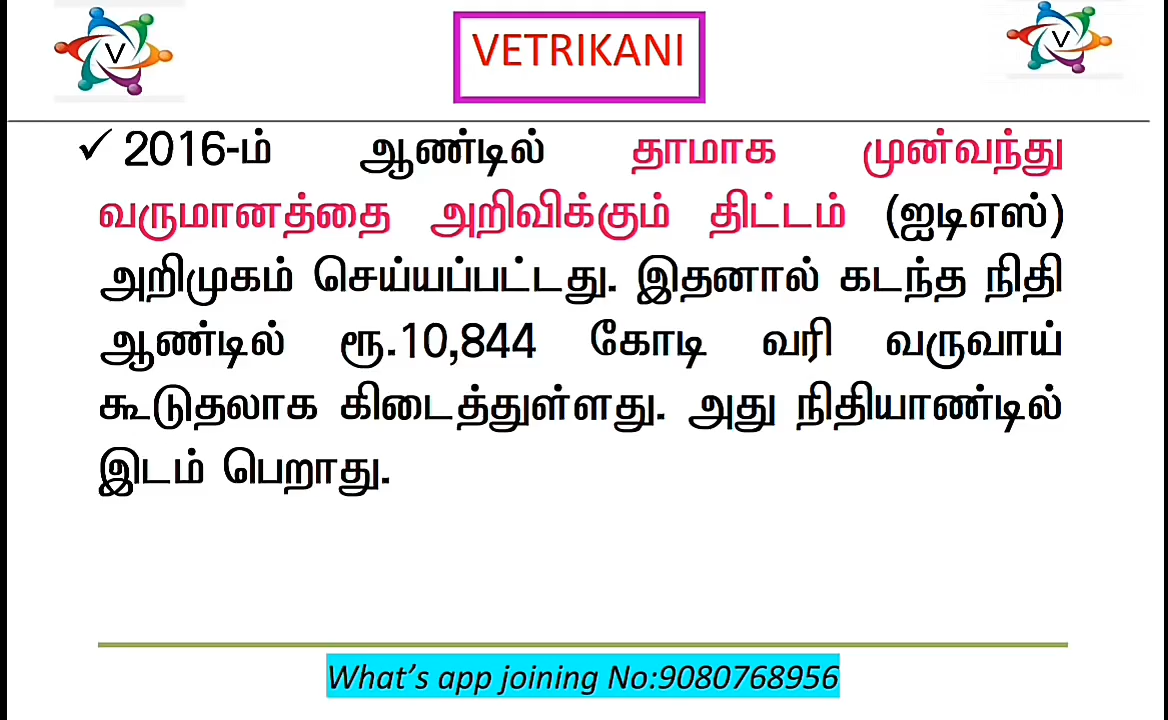 V
VETRIKANI
V
✓ 2016-ம் ஆண்டில் தாமாக முன்வந்து
வருமானத்தை அறிவிக்கும் திட்டம் (ஐடிஎஸ்)
அறிமுகம் செய்யப்பட்டது. இதனால் கடந்த நிதி
ஆண்டில் ரூ.10,844 கோடி வரி வருவாய்
கூடுதலாக கிடைத்துள்ளது. அது நிதியாண்டில்
இடம் பெறாது.
What's app joining No:9080768956